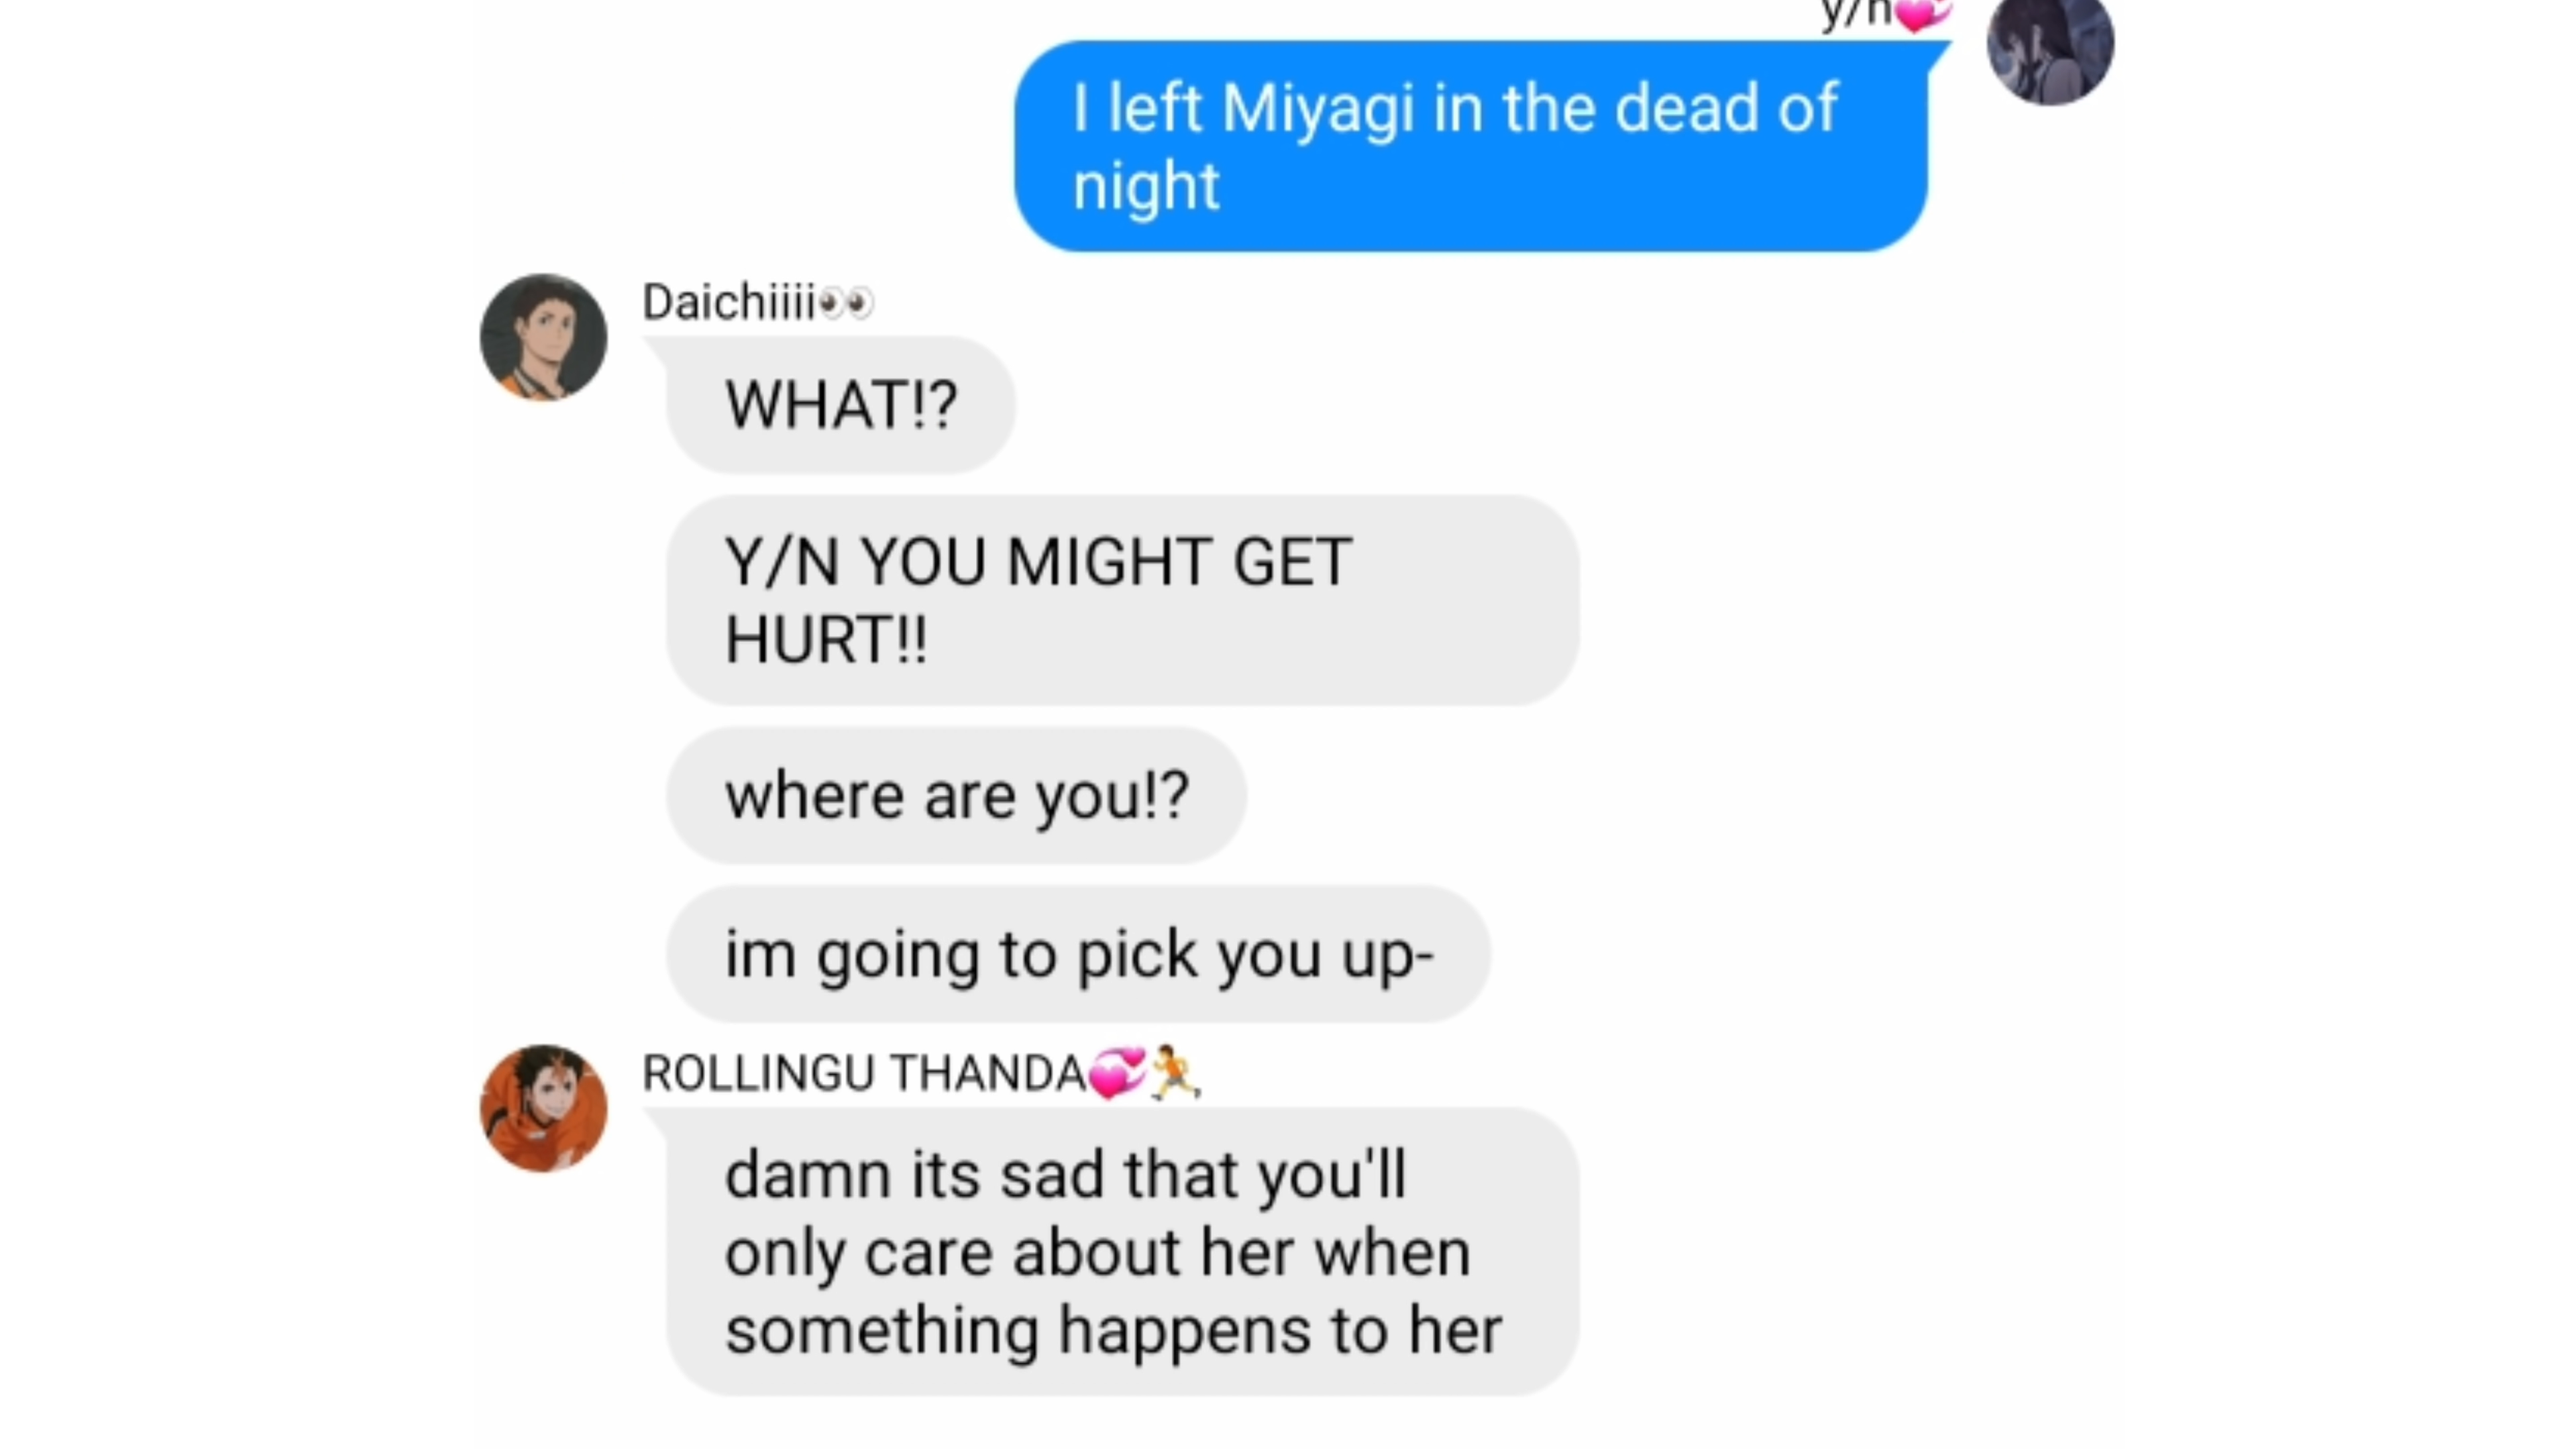 y/n💞
I left Miyagi in the dead of
night
Daichiiii👀
WHAT!?
Y/N YOU MIGHT GET
HURT!!
where are you!?
im going to pick you up-
ROLLINGU THANDA💞🏃
damn its sad that you'll
only care about her when
something happens to her